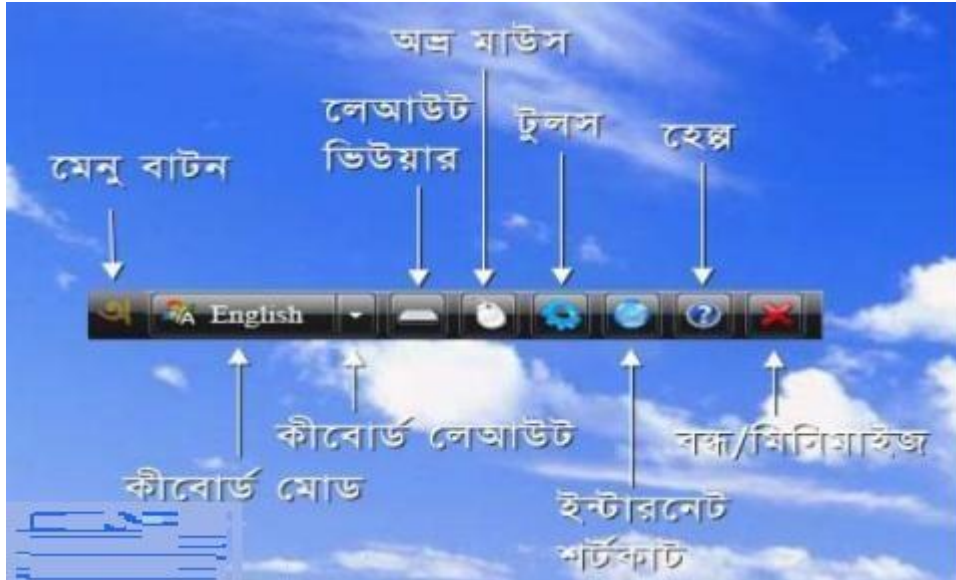 অভ্র মাউস
লেআউট
ভিউয়ার
টুলস
হেল্প
মেনু বাটন
অ
English
?
কীবোর্ড লেআউট
বন্ধ/মিনিমাইজ
কীবোর্ড মোড
ইন্টারনেট
শর্টকাট